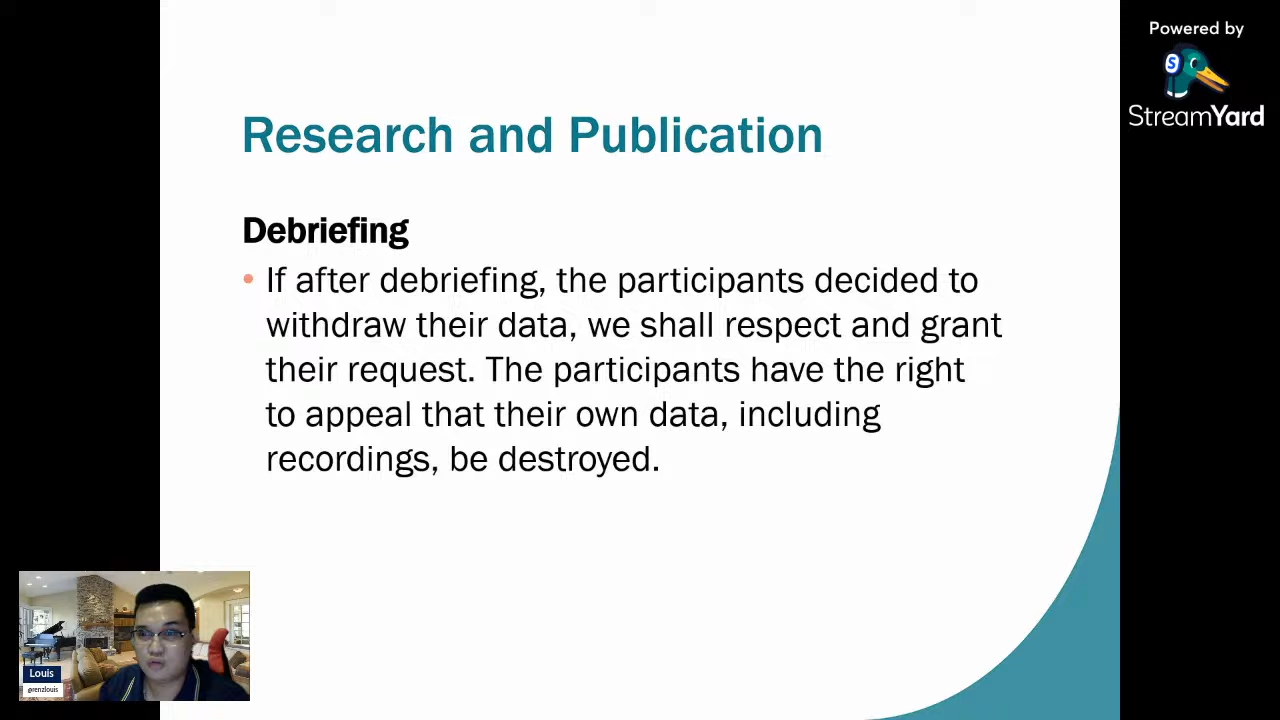 Powered by
S
StreamYard
Research and Publication
Debriefing
• If after debriefing, the participants decided to
withdraw their data, we shall respect and grant
their request. The participants have the right
to appeal that their own data, including
recordings, be destroyed.
Louis
@renzlouis